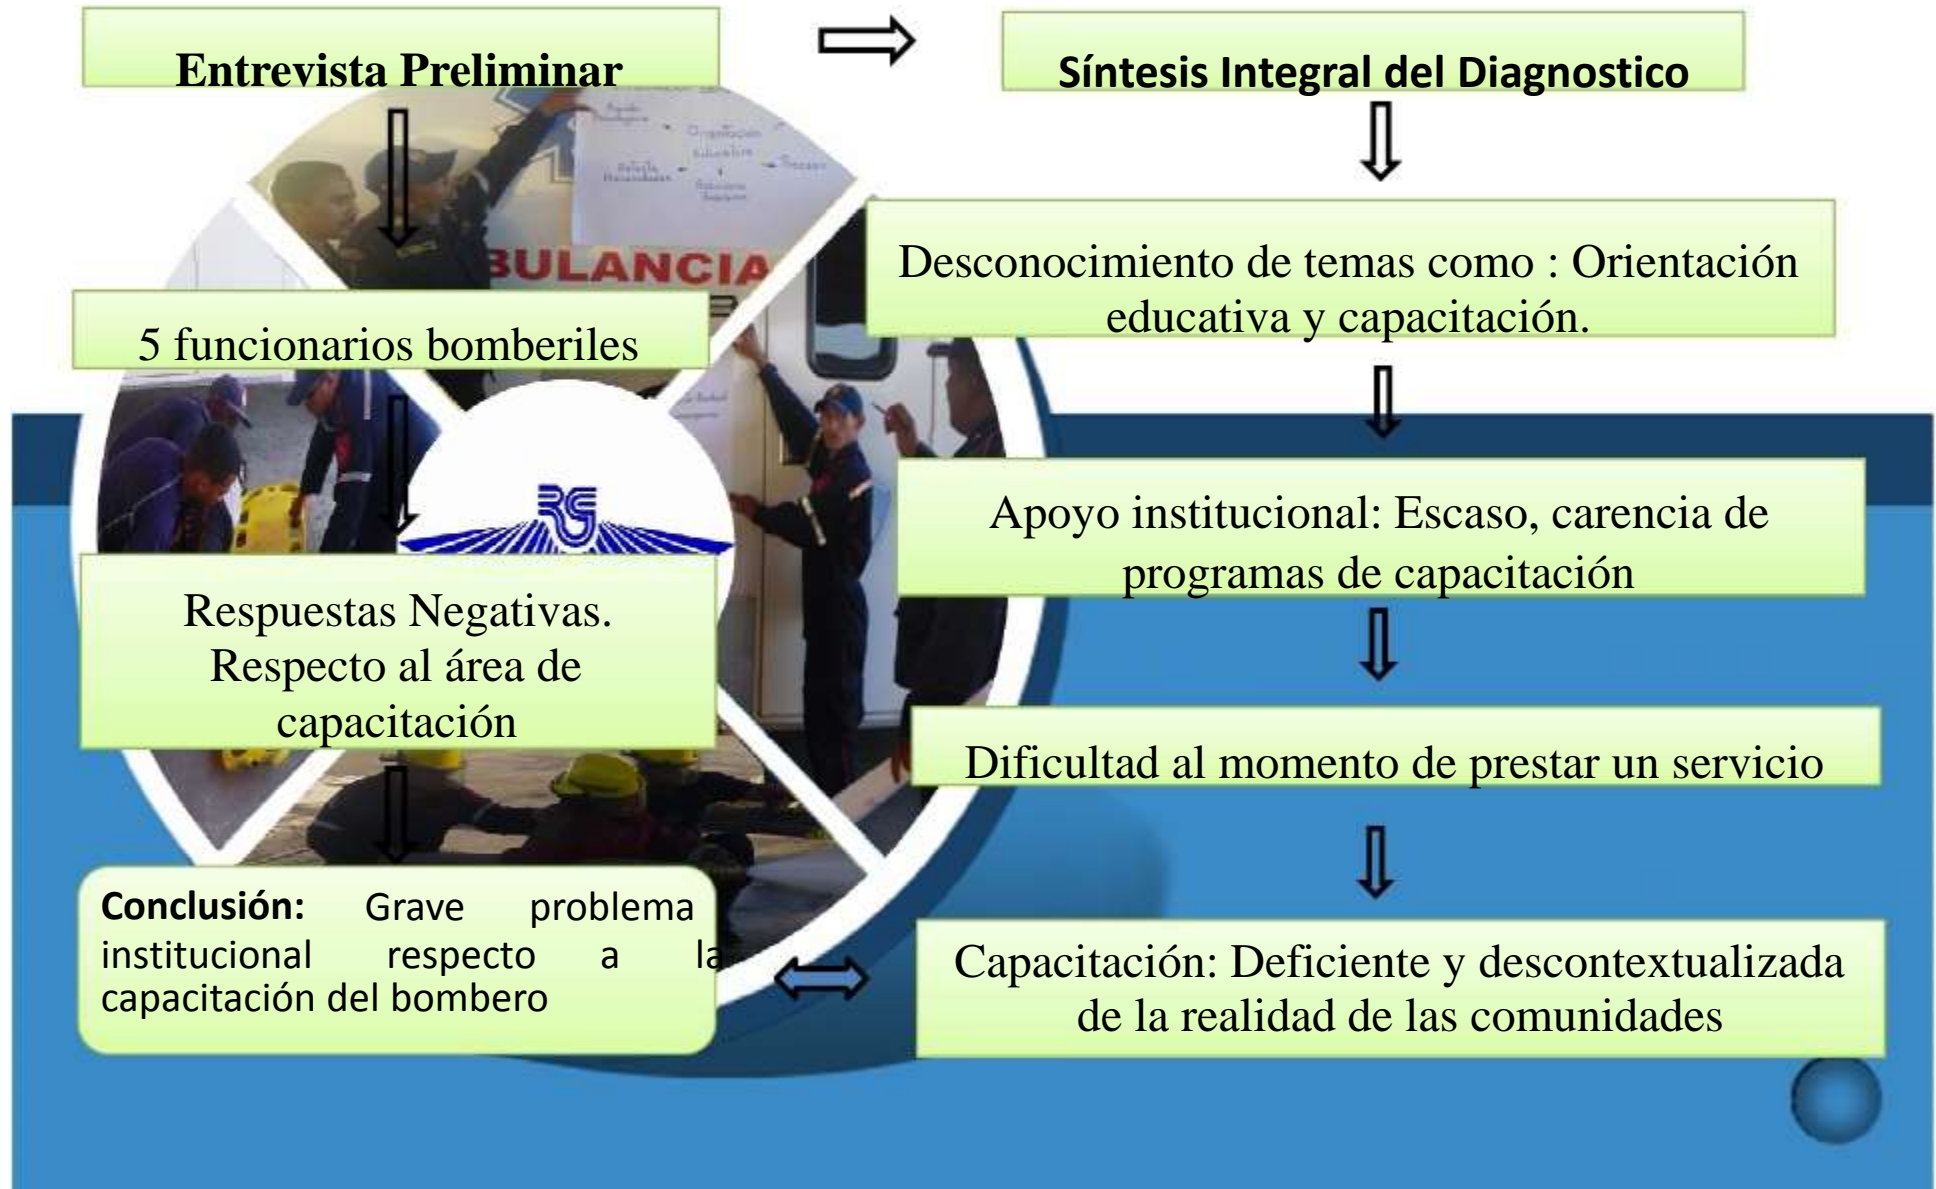 Entrevista Preliminar
5 funcionarios bomberiles
Respuestas Negativas.
Respecto al área de
capacitación
Conclusión: Grave problema
institucional respecto a la
capacitación del bombero
Síntesis Integral del Diagnostico
Desconocimiento de temas como : Orientación
educativa y capacitación.
Apoyo institucional: Escaso, carencia de
programas de capacitación
Dificultad al momento de prestar un servicio
Capacitación: Deficiente y descontextualizada
de la realidad de las comunidades
Orientación
Educativa
BULANCIA